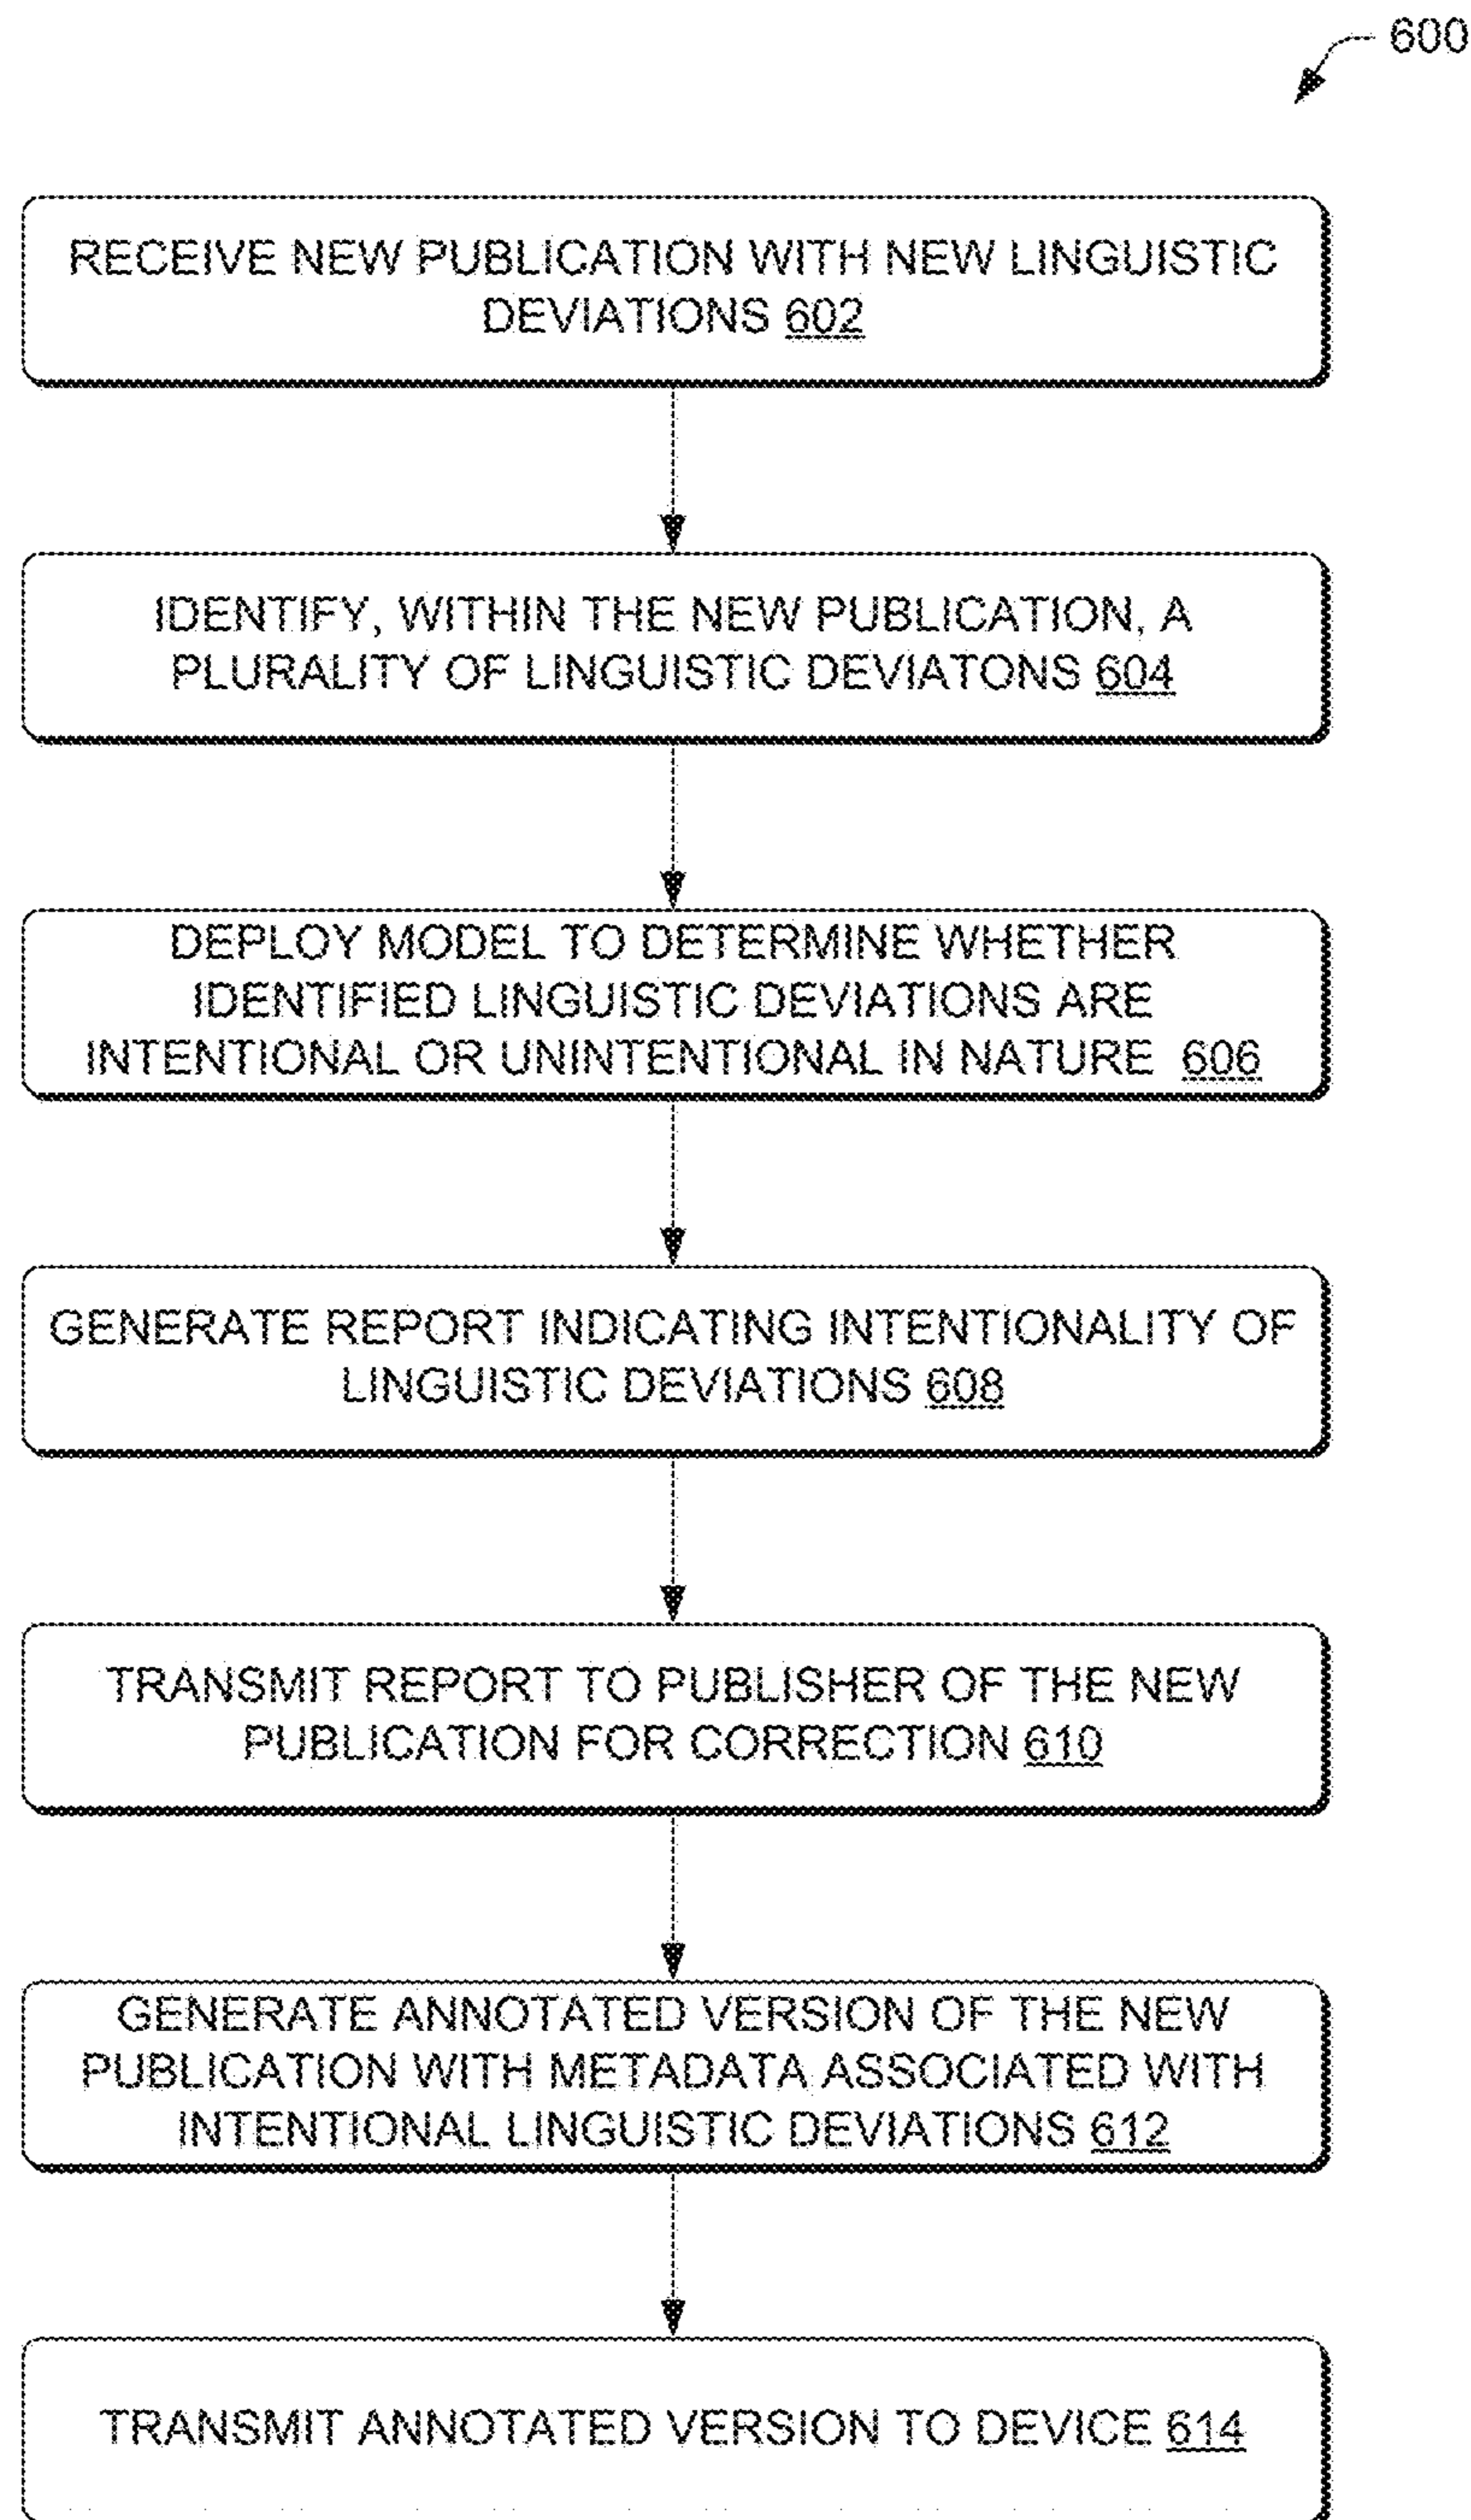 600
RECEIVE NEW PUBLICATION WITH NEW LINGUISTIC
DEVIATIONS 602
IDENTIFY, WITHIN THE NEW PUBLICATION, A
PLURALITY OF LINGUISTIC DEVIATONS 604
DEPLOY MODEL TO DETERMINE WHETHER
IDENTIFIED LINGUISTIC DEVIATIONS ARE
INTENTIONAL OR UNINTENTIONAL IN NATURE 606
GENERATE REPORT INDICATING INTENTIONALITY OF
LINGUISTIC DEVIATIONS 608
TRANSMIT REPORT TO PUBLISHER OF THE NEW
PUBLICATION FOR CORRECTION 610
GENERATE ANNOTATED VERSION OF THE NEW
PUBLICATION WITH METADATA ASSOCIATED WITH
INTENTIONAL LINGUISTIC DEVIATIONS 612
TRANSMIT ANNOTATED VERSION TO DEVICE 614